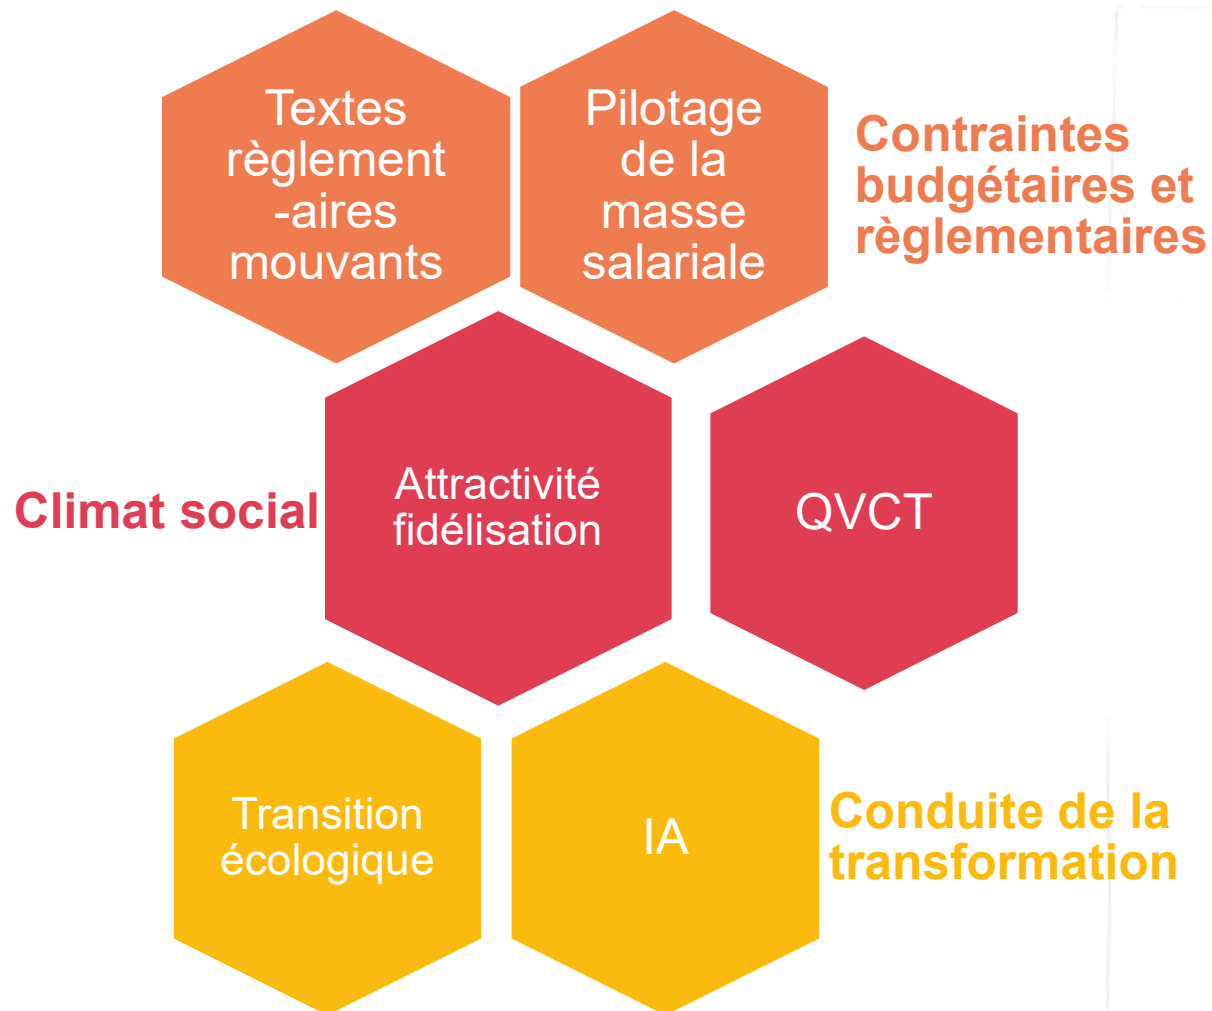 Textes
règlement
-aires
mouvants
Pilotage
de la
masse
salariale
Contraintes
budgétaires et
règlementaires
Climat social
Attractivité
fidélisation
QVCT
Transition
écologique
IA
Conduite de la
transformation